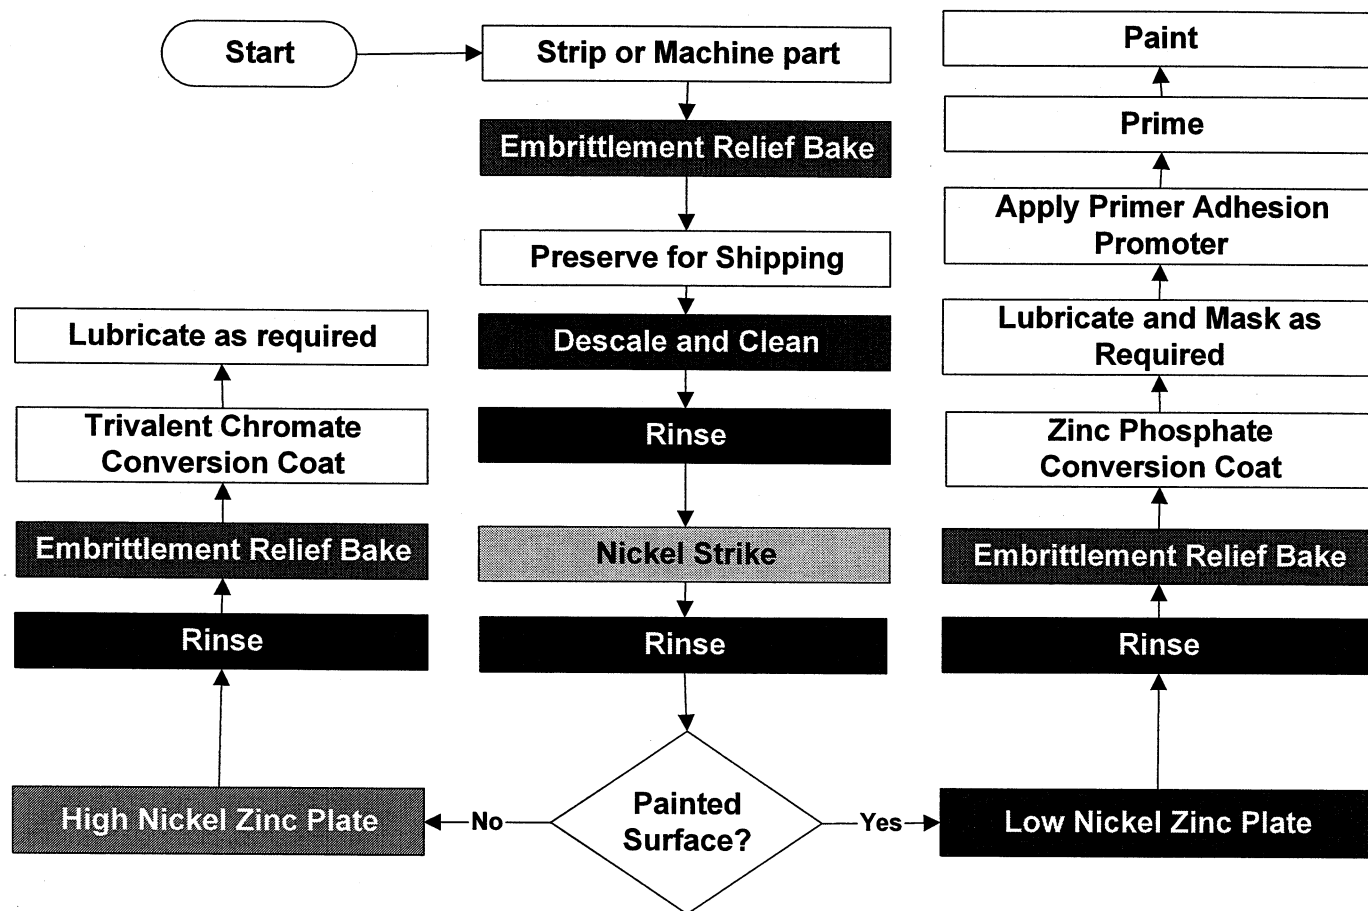 Start
Strip or Machine part
Embrittlement Relief Bake
Preserve for Shipping
Descale and Clean
Rinse
Nickel Strike
Rinse
Painted
Surface?
No
High Nickel Zinc Plate
Rinse
Embrittlement Relief Bake
Trivalent Chromate
Conversion Coat
Lubricate as required
Yes
Low Nickel Zinc Plate
Rinse
Embrittlement Relief Bake
Zinc Phosphate
Conversion Coat
Lubricate and Mask as
Required
Apply Primer Adhesion
Promoter
Prime
Paint